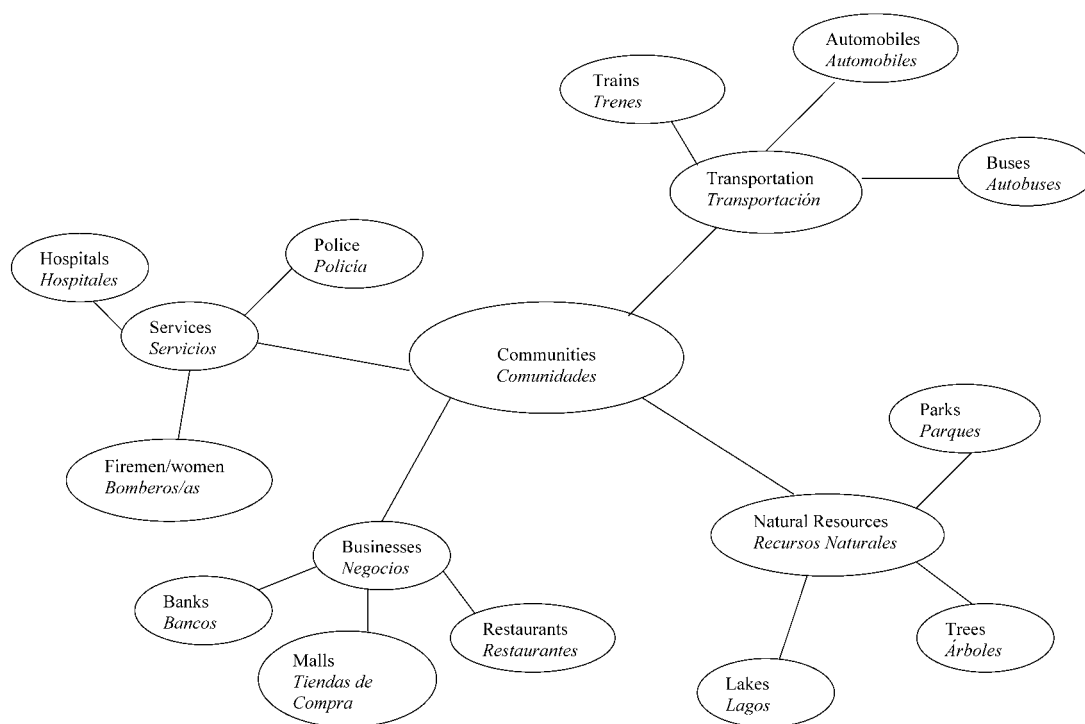 Automobiles
Automobiles
Trains
Trenes
Transportation
Transportación
Buses
Autobuses
Hospitals
Hospitales
Police
Policía
Services
Servicios
Communities
Comunidades
Firemen/women
Bomberos/as
Parks
Parques
Natural Resources
Recursos Naturales
Businesses
Negocios
Banks
Bancos
Malls
Tiendas de
Compra
Restaurants
Restaurantes
Trees
Árboles
Lakes
Lagos